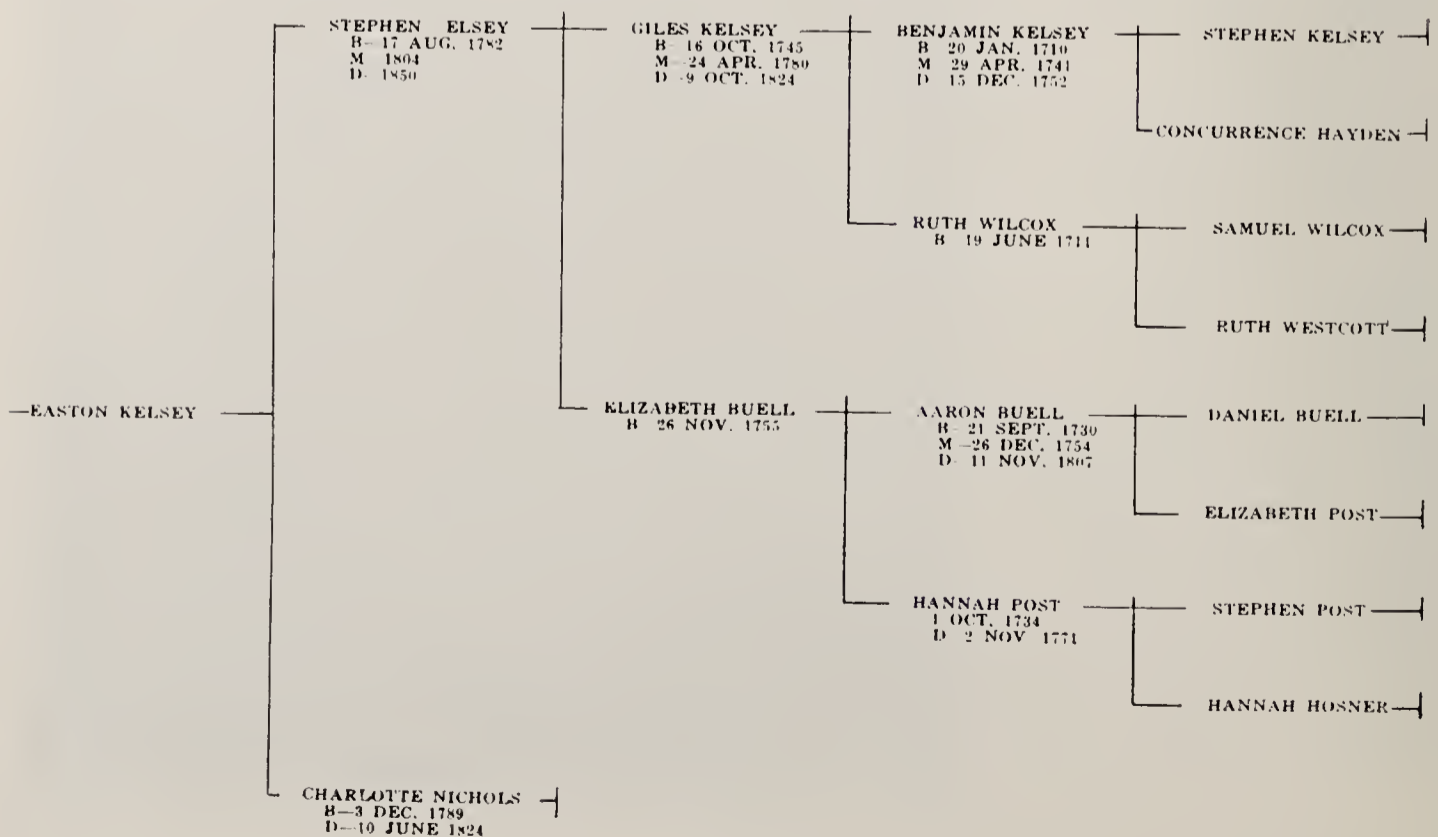 STEPHEN ELSEY
B- 17 AUG. 1782
M 1804
D- 1850
GILES KELSEY
B- 16 OCT. 1745
M--24 APR. 1780
D -9 OCT. 1824
BENJAMIN KELSEY
B 20 JAN. 1710
M 29 APR. 1741
D 15 DEC. 1752
STEPHEN KELSEY
CONCURRENCE HAYDEN
RUTH WILCOX
B 19 JUNE 1711
SAMUEL WILCOX
RUTH WESTCOTT
EASTON KELSEY
ELIZABETH BUELL
B 26 NOV. 1755
AARON BUELL
B- 21 SEPT. 1730
M -26 DEC. 1754
D- 11 NOV. 1807
DANIEL BUELL
ELIZABETH POST
HANNAH POST
1 OCT. 1734
D 2 NOV 1771
STEPHEN POST
HANNAH HOSNER
CHARLOTTE NICHOLS
B—3 DEC. 1789
D—10 JUNE 1824